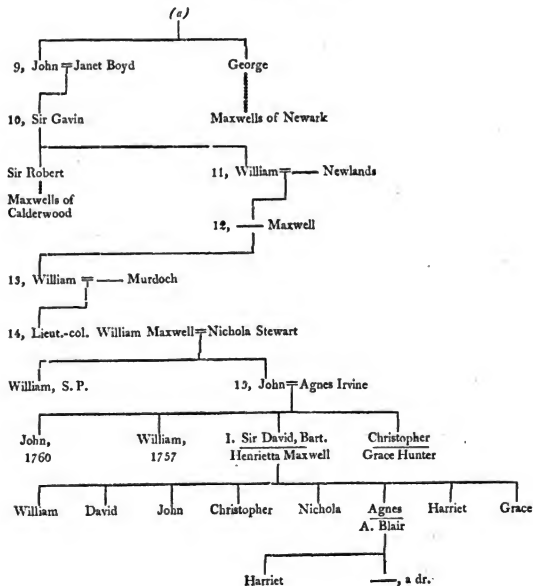 (a)
9, John = Janet Boyd George
10, Sir Gavin Maxwells of Newark
Sir Robert 11, William = — Newlands
Maxwells of
Calderwood
12, — Maxwell
13, William = — Murdoch
14, Lieut.-col. William Maxwell = Nichola Stewart
William, S. P. 15, John = Agnes Irvine
John, William, 1. Sir David, Bart. Christopher
1760 1757 Henrietta Maxwell Grace Hunter
William David John Christopher Nichola Agnes Harriet Grace
A. Blair
Harriet —, a dr.